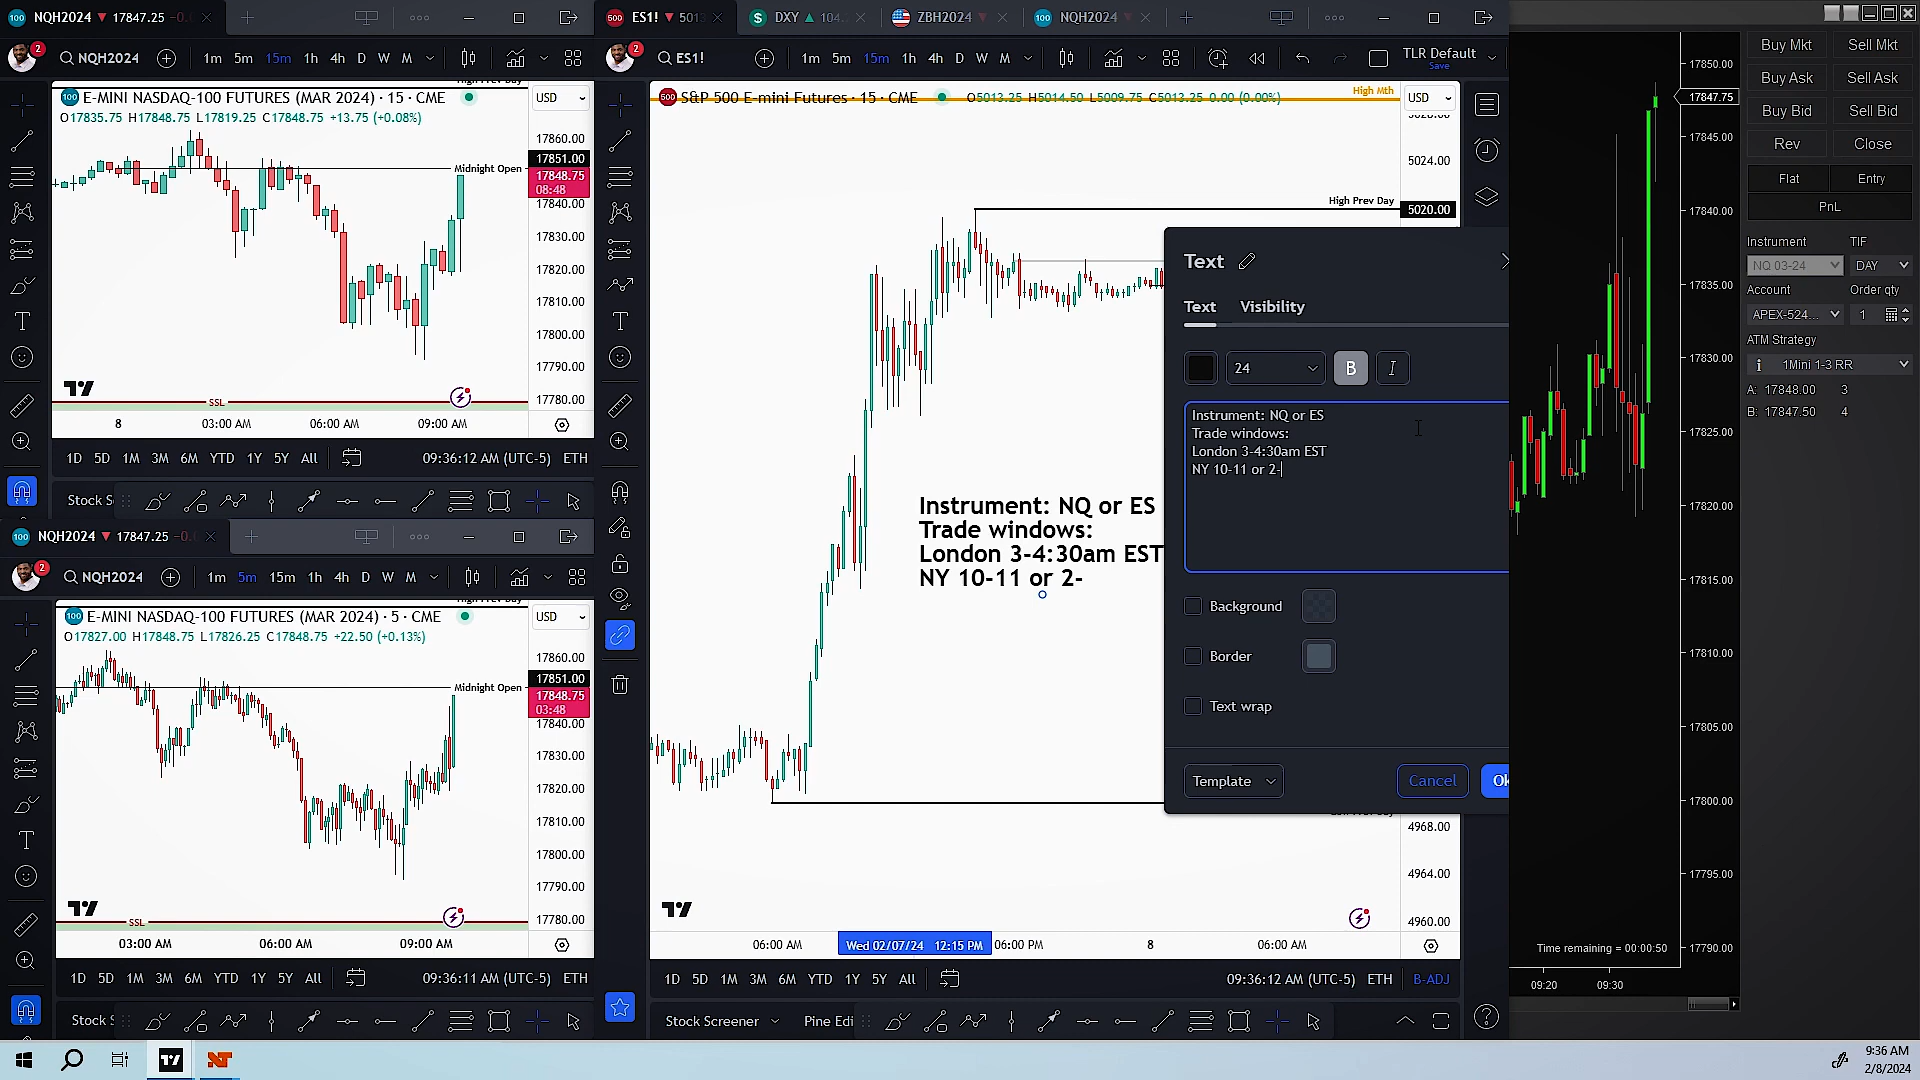 NQH2024 ▼ 17847.25
NQH2024
1m 5m 15m 1h 4h D W M
E-MINI NASDAQ-100 FUTURES (MAR 2024) · 15 · CME
USD
O17835.75 H17848.75 L17819.25 C17848.75 +13.75 (+0.08%)
17860.00
17851.00
Midnight Open
17848.75
08:48
17840.00
17830.00
17820.00
17810.00
17800.00
17790.00
17780.00
SSL
8 03:00 AM 06:00 AM 09:00 AM
1D 5D 1M 3M 6M YTD 1Y 5Y All
09:36:12 AM (UTC-5) ETH
Stock S
NQH2024 ▼ 17847.25
NQH2024
1m 5m 15m 1h 4h D W M
E-MINI NASDAQ-100 FUTURES (MAR 2024) · 5 · CME
USD
O17827.00 H17848.75 L17826.25 C17848.75 +22.50 (+0.13%)
17860.00
17851.00
Midnight Open
17848.75
03:48
17840.00
17830.00
17820.00
17810.00
17800.00
17790.00
17780.00
SSL
03:00 AM 06:00 AM 09:00 AM
1D 5D 1M 3M 6M YTD 1Y 5Y All
09:36:11 AM (UTC-5) ETH
Stock S
ES1! ▼ 5013
DXY ▲ 104.
ZBH2024 ▼
NQH2024 ▼
ES1!
1m 5m 15m 1h 4h D W M
TLR Default
Save
S&P 500 E-mini Futures · 15 · CME
O5013.25 H5014.50 L5009.75 C5013.25 0.00 (0.00%)
High Mth
USD
5028.00
5024.00
High Prev Day
5020.00
Instrument: NQ or ES
Trade windows:
London 3-4:30am EST
NY 10-11 or 2-
4968.00
4964.00
4960.00
06:00 AM Wed 02/07/24 12:15 PM 06:00 PM 8 06:00 AM
1D 5D 1M 3M 6M YTD 1Y 5Y All
09:36:12 AM (UTC-5) ETH B-ADJ
Stock Screener Pine Edi
Text
Text Visibility
24 B I
Instrument: NQ or ES
Trade windows:
London 3-4:30am EST
NY 10-11 or 2-
Background
Border
Text wrap
Template Cancel Ok
17850.00
17847.75
17845.00
17840.00
17835.00
17830.00
17825.00
17820.00
17815.00
17810.00
17805.00
17800.00
17795.00
17790.00
Time remaining = 00:00:50
09:20 09:30
Buy Mkt Sell Mkt
Buy Ask Sell Ask
Buy Bid Sell Bid
Rev Close
Flat Entry
PnL
Instrument TIF
NQ 03-24 DAY
Account Order qty
APEX-524... 1
ATM Strategy
1Mini 1-3 RR
A: 17848.00 3
B: 17847.50 4
9:36 AM
2/8/2024